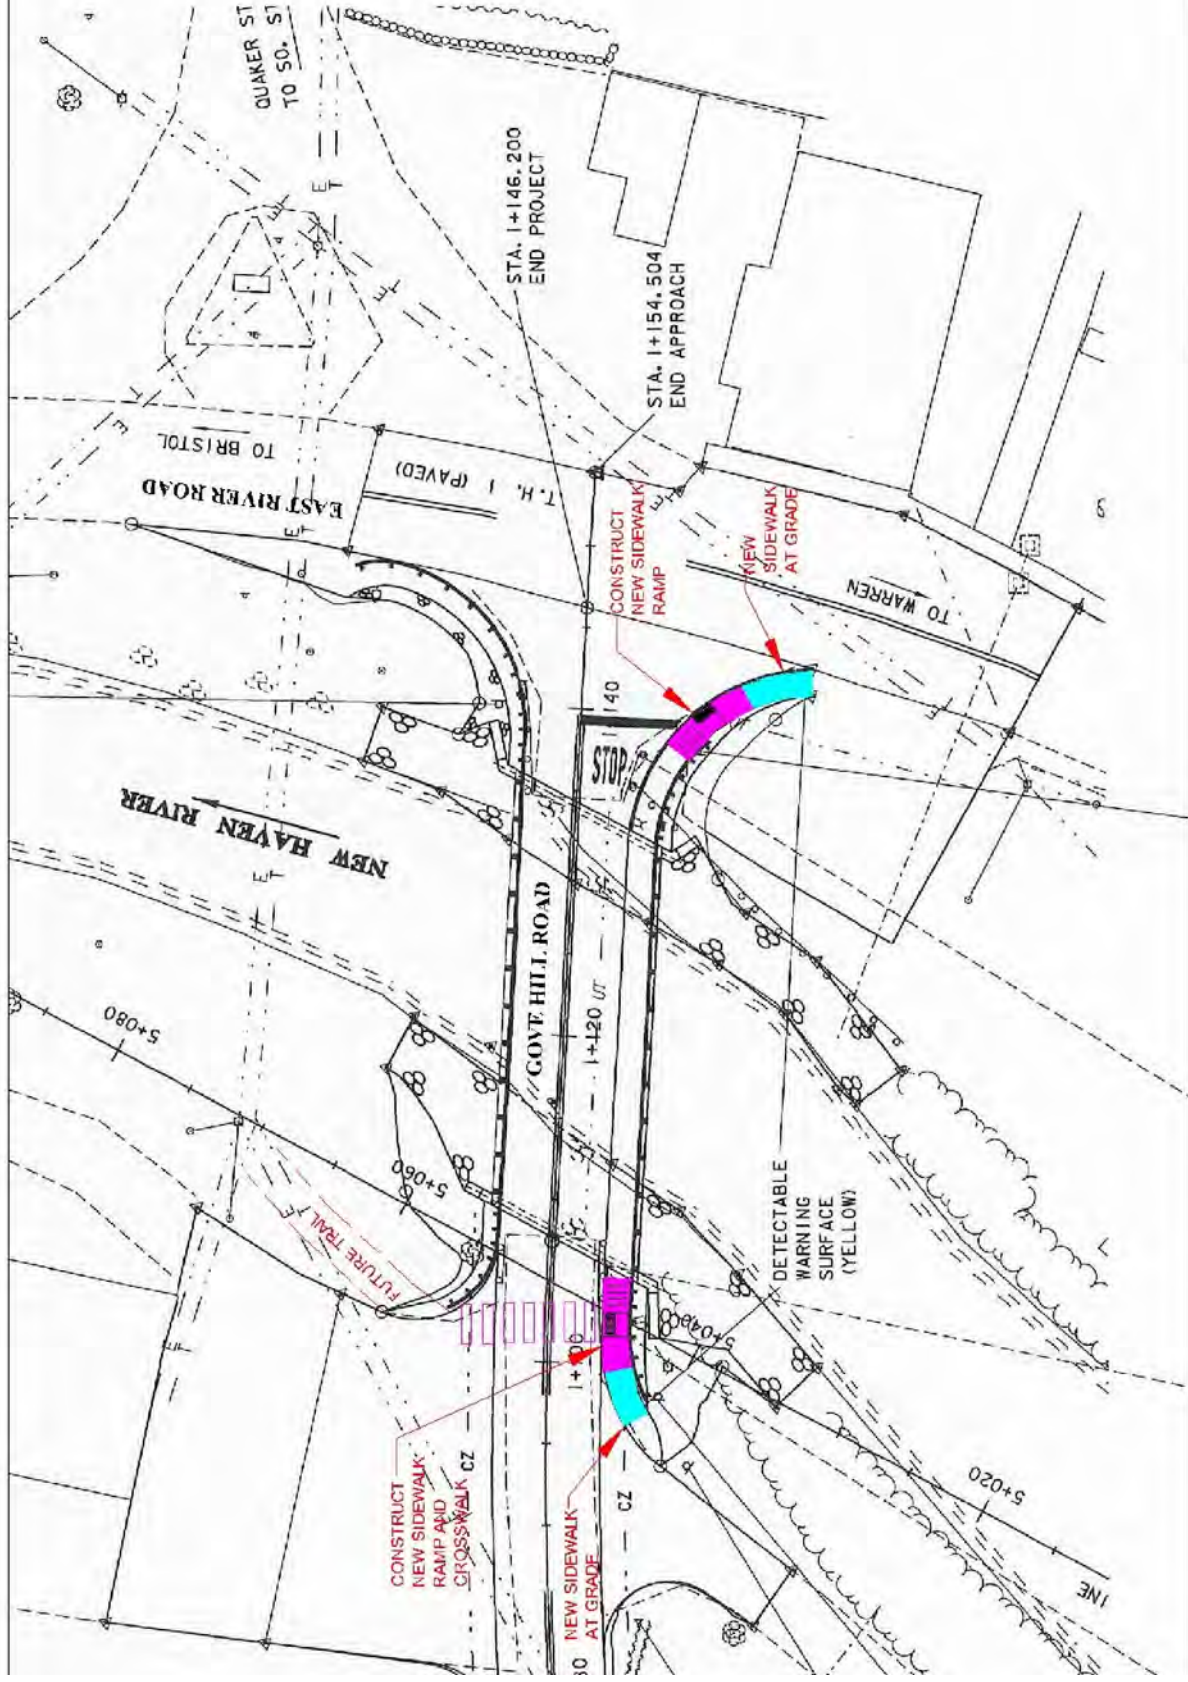 QUAKER ST
TO SO. ST
STA. 1+146.200
END PROJECT
STA. 1+154.504
END APPROACH
TO BRISTOL
EAST RIVER ROAD
T. H. 1 (PAVED)
CONSTRUCT
NEW SIDEWALK
RAMP
NEW
SIDEWALK
AT GRADE
TO WARREN
140
STOP
NEW HAVEN RIVER
GOVE HILL ROAD
1+120
UT
5+080
5+060
FUTURE TRAIL
DETECTABLE
WARNING
SURFACE
(YELLOW)
5+040
5+020
CONSTRUCT
NEW SIDEWALK
RAMP AND
CROSSWALK
CZ
CZ
NEW SIDEWALK
AT GRADE
INE